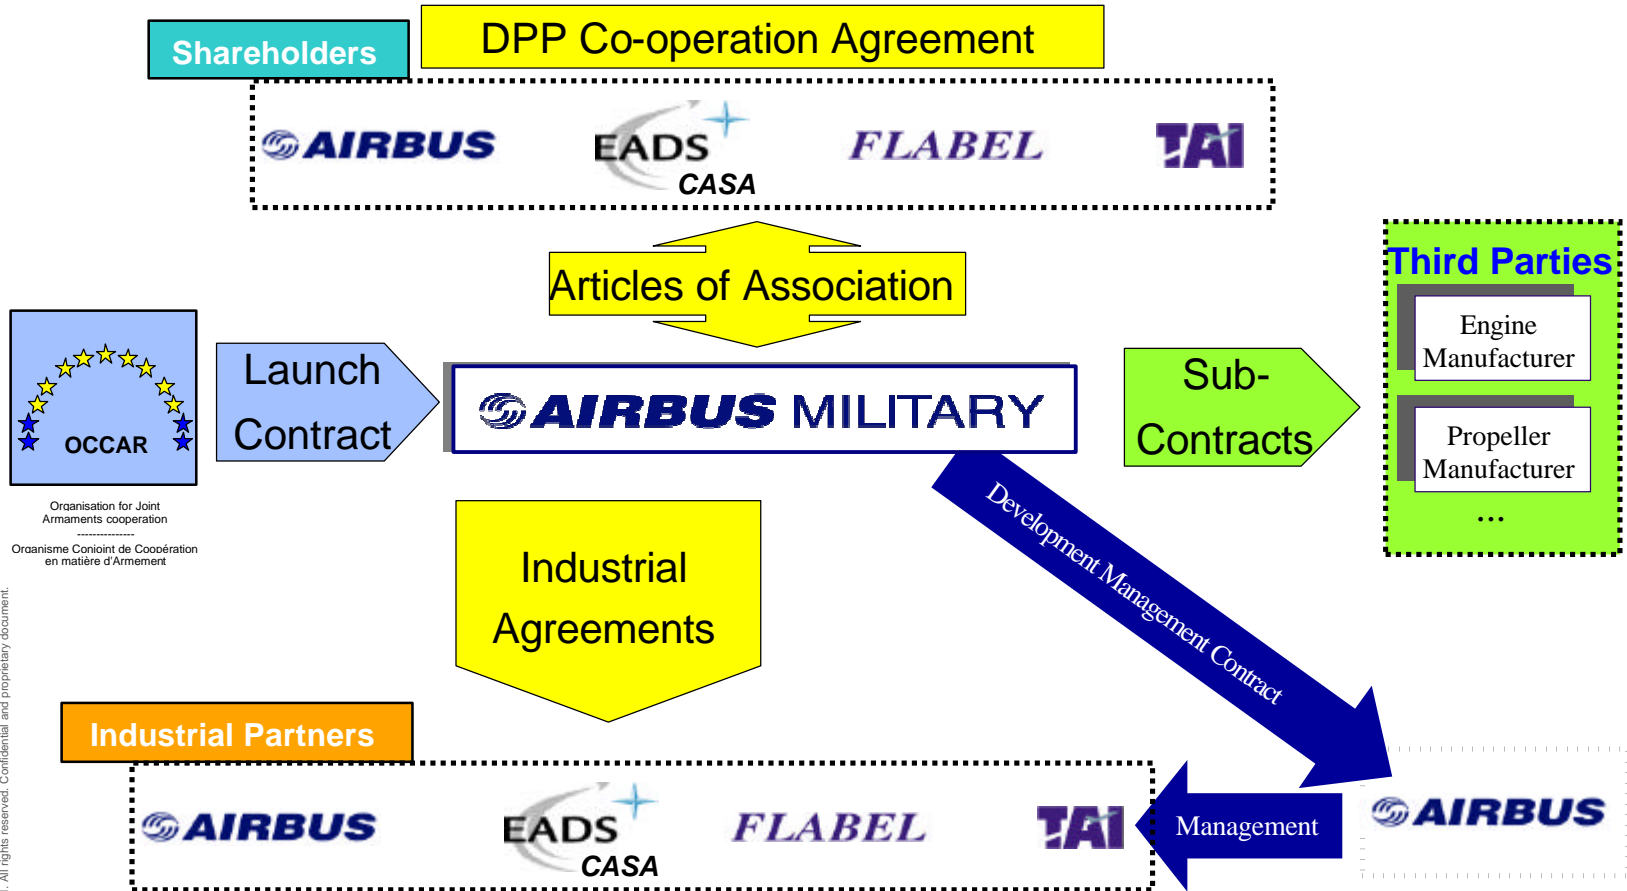 Shareholders
DPP Co-operation Agreement
AIRBUS
EADS
CASA
FLABEL
TAI
Articles of Association
Third Parties
Engine
Manufacturer
Propeller
Manufacturer
...
OCCAR
Organisation for Joint
Armaments cooperation
---------------
Organisme Conjoint de Coopération
en matière d'Armement
Launch
Contract
AIRBUS MILITARY
Sub-
Contracts
Development Management Contract
Industrial
Agreements
Industrial Partners
AIRBUS
EADS
CASA
FLABEL
TAI
Management
AIRBUS
. All rights reserved. Confidential and proprietary document.